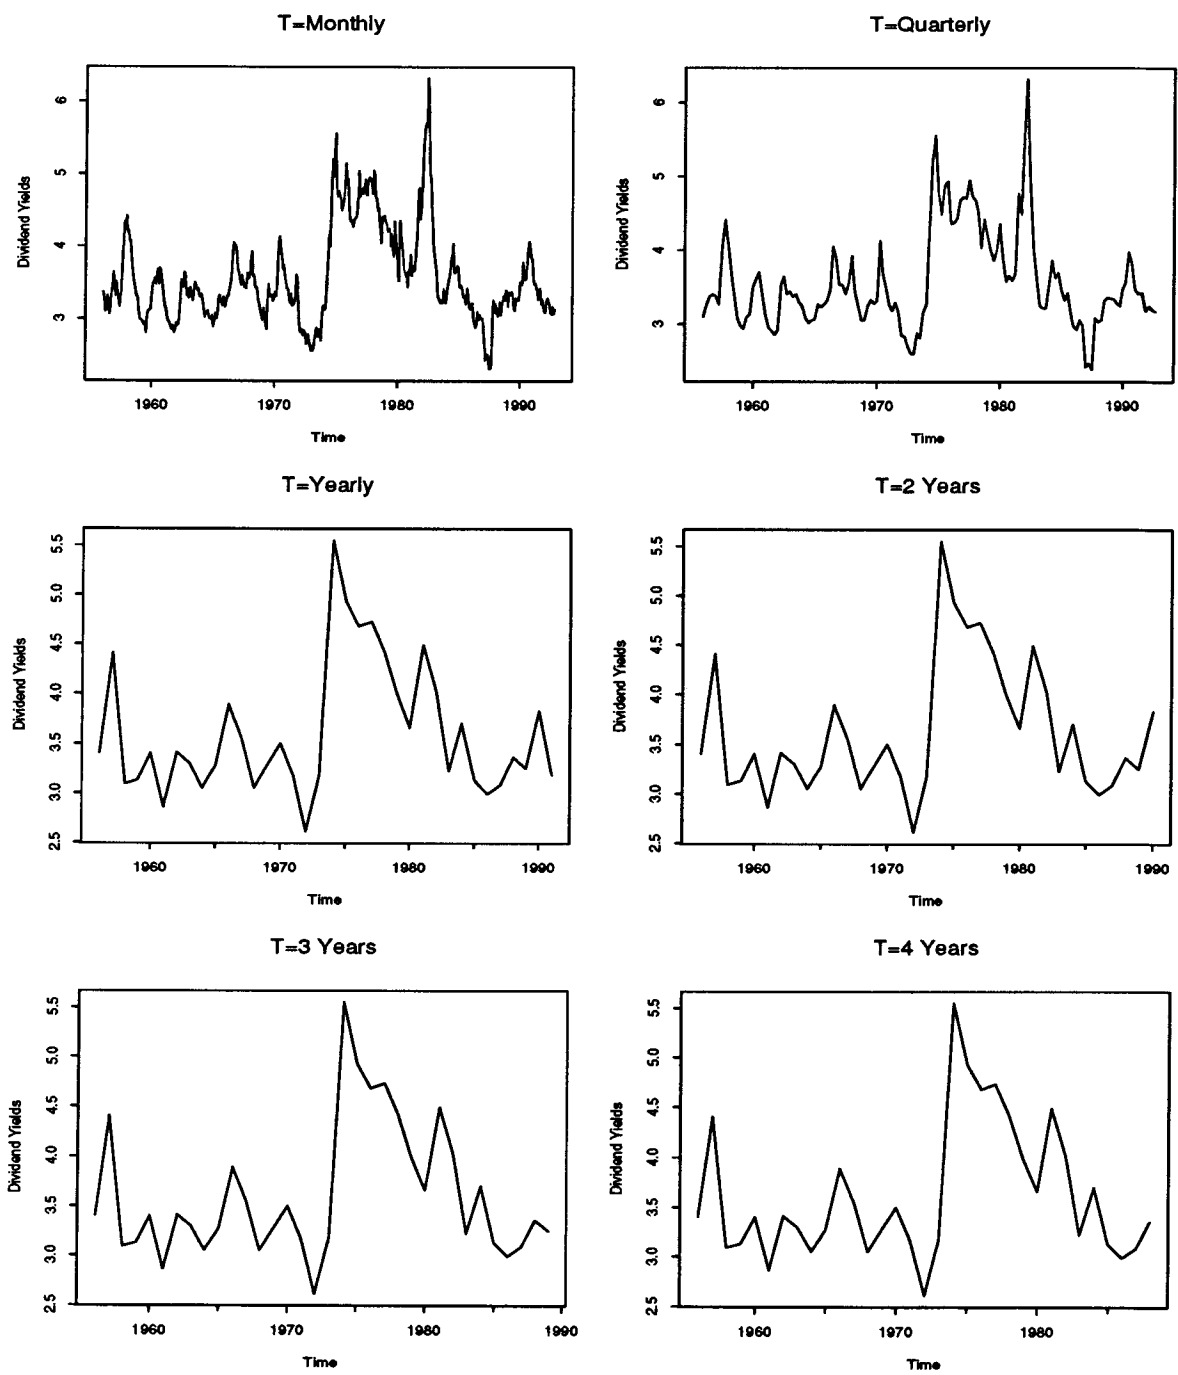 T=Monthly
Dividend Yields
6
5
4
3
1960 1970 1980 1990
Time
T=Quarterly
Dividend Yields
6
5
4
3
1960 1970 1980 1990
Time
T=Yearly
Dividend Yields
5.5
5.0
4.5
4.0
3.5
3.0
2.5
1960 1970 1980 1990
Time
T=2 Years
Dividend Yields
5.5
5.0
4.5
4.0
3.5
3.0
2.5
1960 1970 1980 1990
Time
T=3 Years
Dividend Yields
5.5
5.0
4.5
4.0
3.5
3.0
2.5
1960 1970 1980 1990
Time
T=4 Years
Dividend Yields
5.5
5.0
4.5
4.0
3.5
3.0
2.5
1960 1970 1980
Time